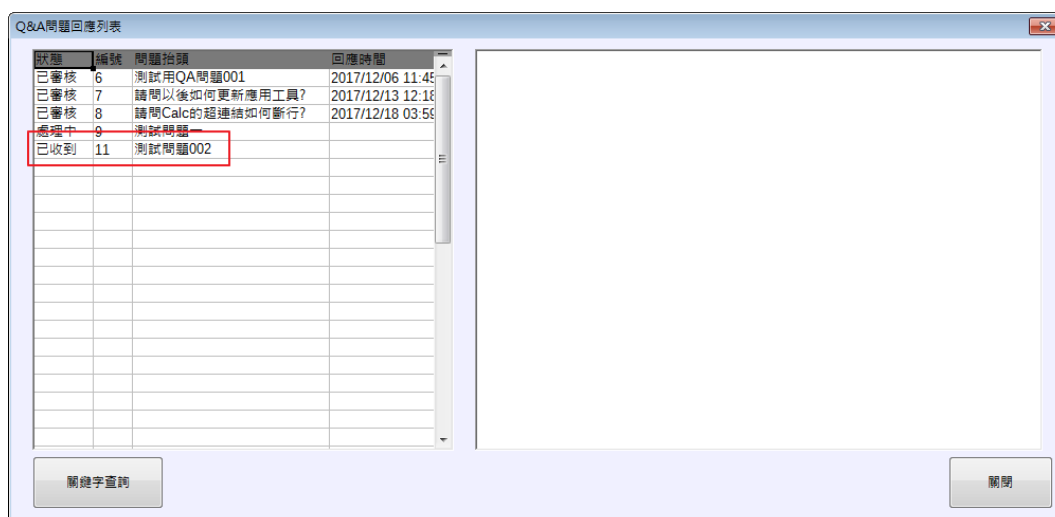 Q&A問題回應列表
狀態 編號 問題抬頭 回應時間
已審核 6 測試用QA問題001 2017/12/06 11:45
已審核 7 請問以後如何更新應用工具? 2017/12/13 12:18
已審核 8 請問Calc的超連結如何斷行? 2017/12/18 03:59
處理中 9 測試問題一
已收到 11 測試問題002
關鍵字查詢
關閉